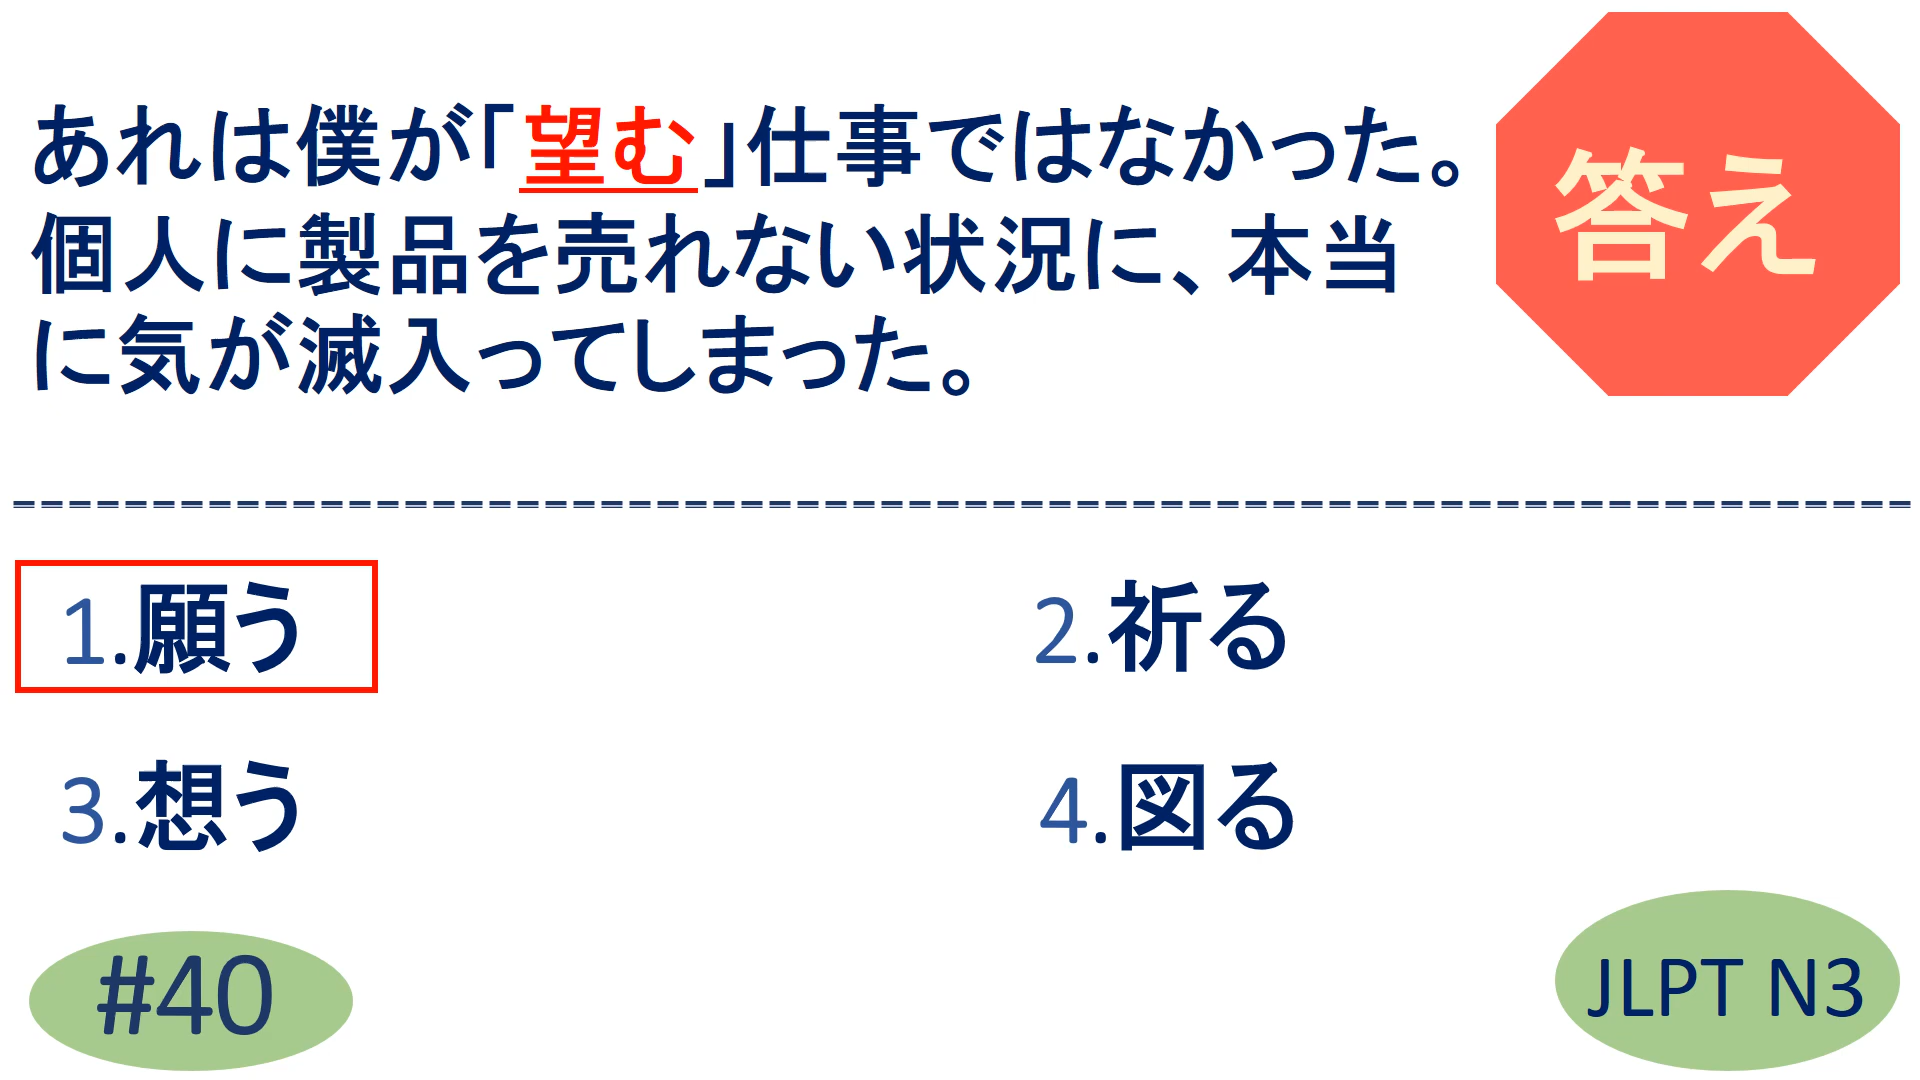 あれは僕が「望む」仕事ではなかった。
個人に製品を売れない状況に、本当
に気が滅入ってしまった。
答え
1.願う
2.祈る
3.想う
4.図る
#40
JLPT N3